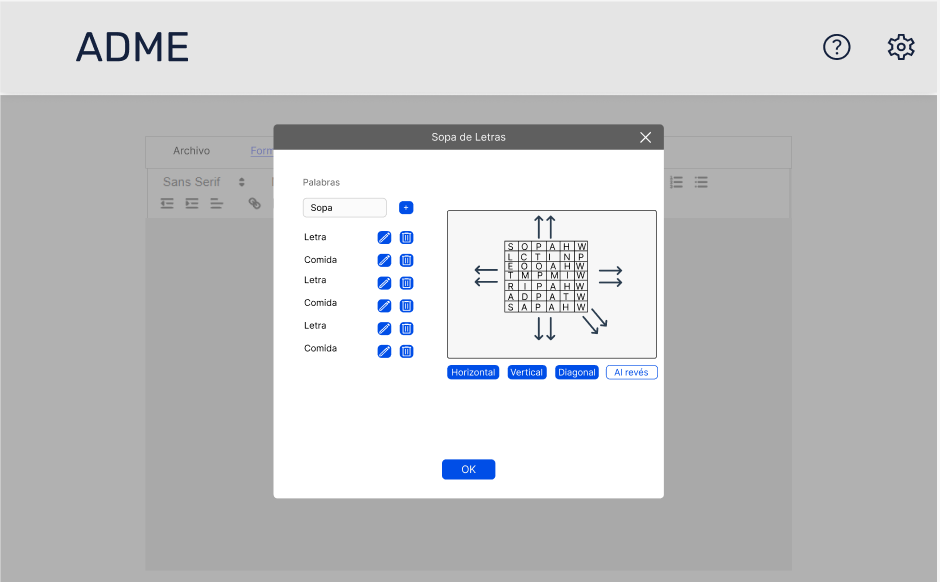 ADME
?
Sopa de Letras
Archivo
Form
Sans Serif
Palabras
Sopa
+
Letra
Comida
Letra
Comida
Letra
Comida
S O P A H W
L C T I N P
E O O A H W
T M P M I W
R I P A H W
A D P A T W
S A P A H W
Horizontal Vertical Diagonal Al revés
OK